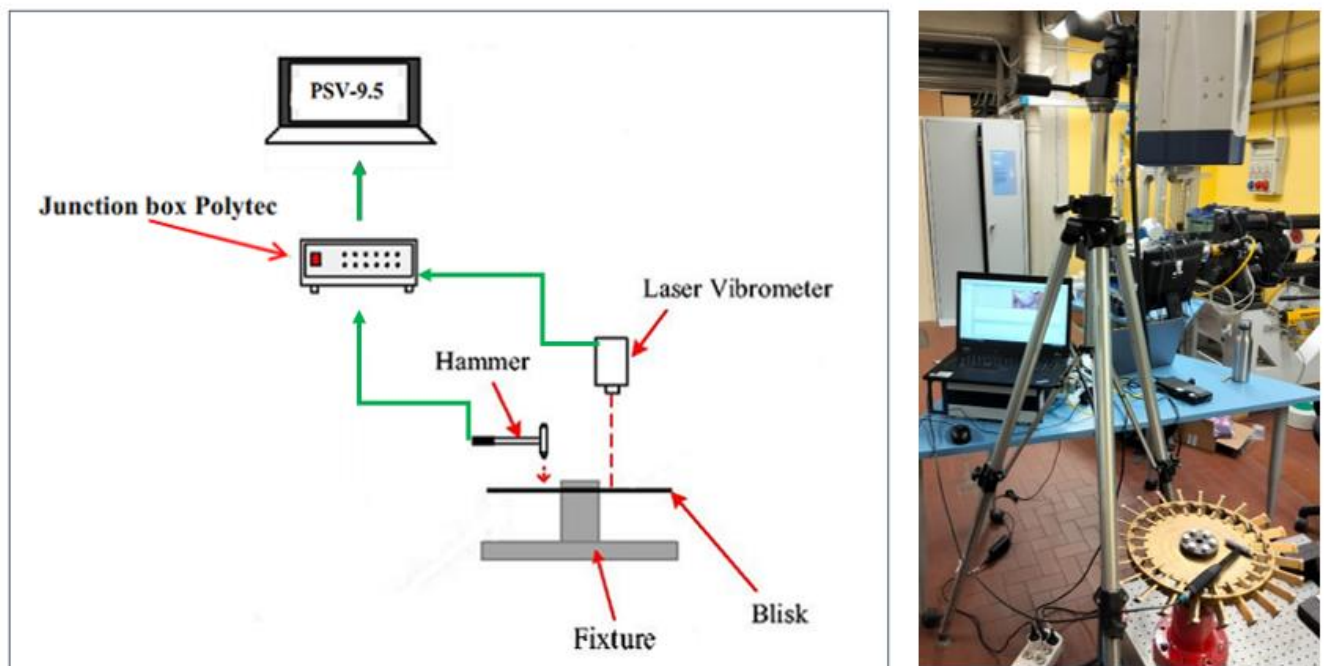 PSV-9.5
Junction box Polytec
Laser Vibrometer
Hammer
Blisk
Fixture